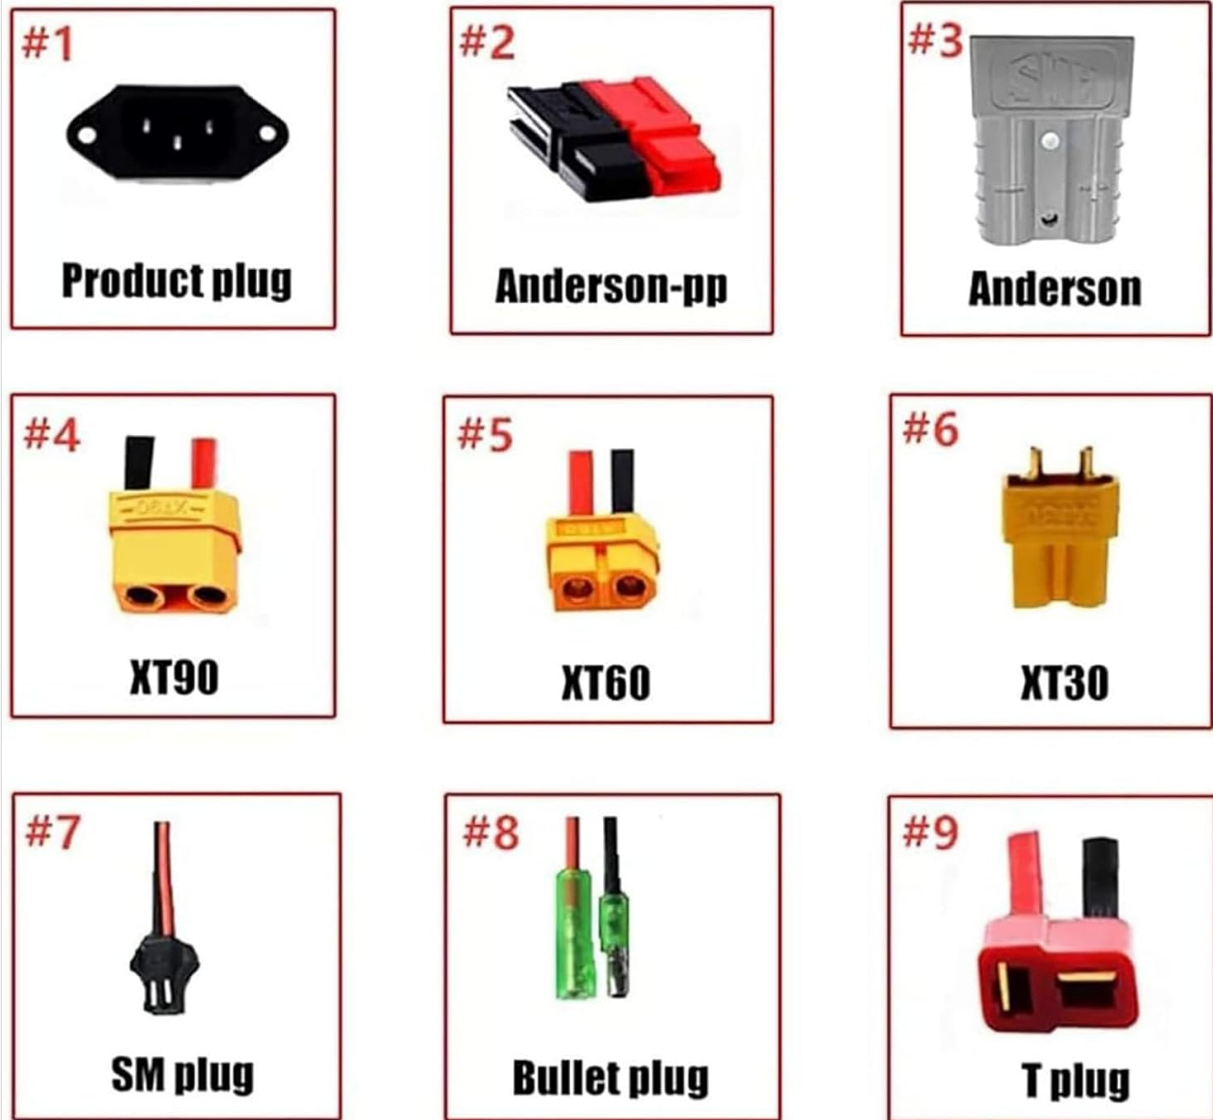 #1
Product plug
#2
Anderson-pp
#3
Anderson
#4
XT90
XT90
#5
XT60
#6
XT30
#7
SM plug
#8
Bullet plug
#9
T plug